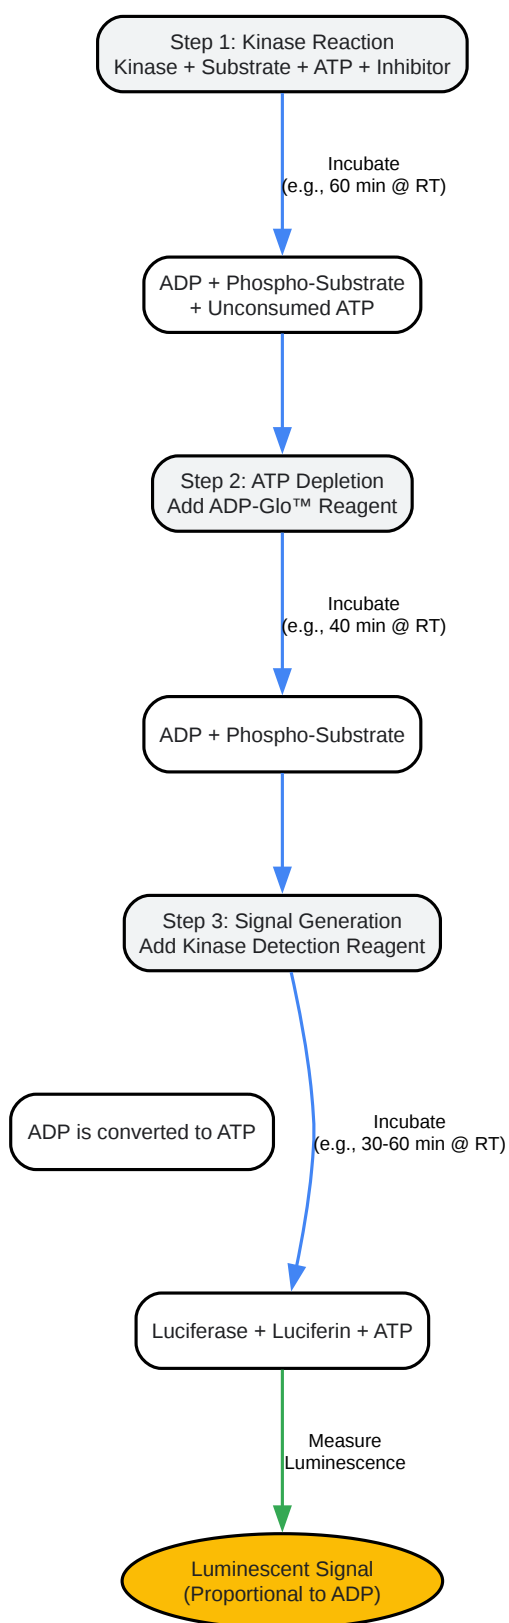 Step 1: Kinase Reaction
Kinase + Substrate + ATP + Inhibitor
Incubate
(e.g., 60 min @ RT)
ADP + Phospho-Substrate
+ Unconsumed ATP
Step 2: ATP Depletion
Add ADP-Glo™ Reagent
Incubate
(e.g., 40 min @ RT)
ADP + Phospho-Substrate
Step 3: Signal Generation
Add Kinase Detection Reagent
ADP is converted to ATP
Incubate
(e.g., 30-60 min @ RT)
Luciferase + Luciferin + ATP
Measure
Luminescence
Luminescent Signal
(Proportional to ADP)